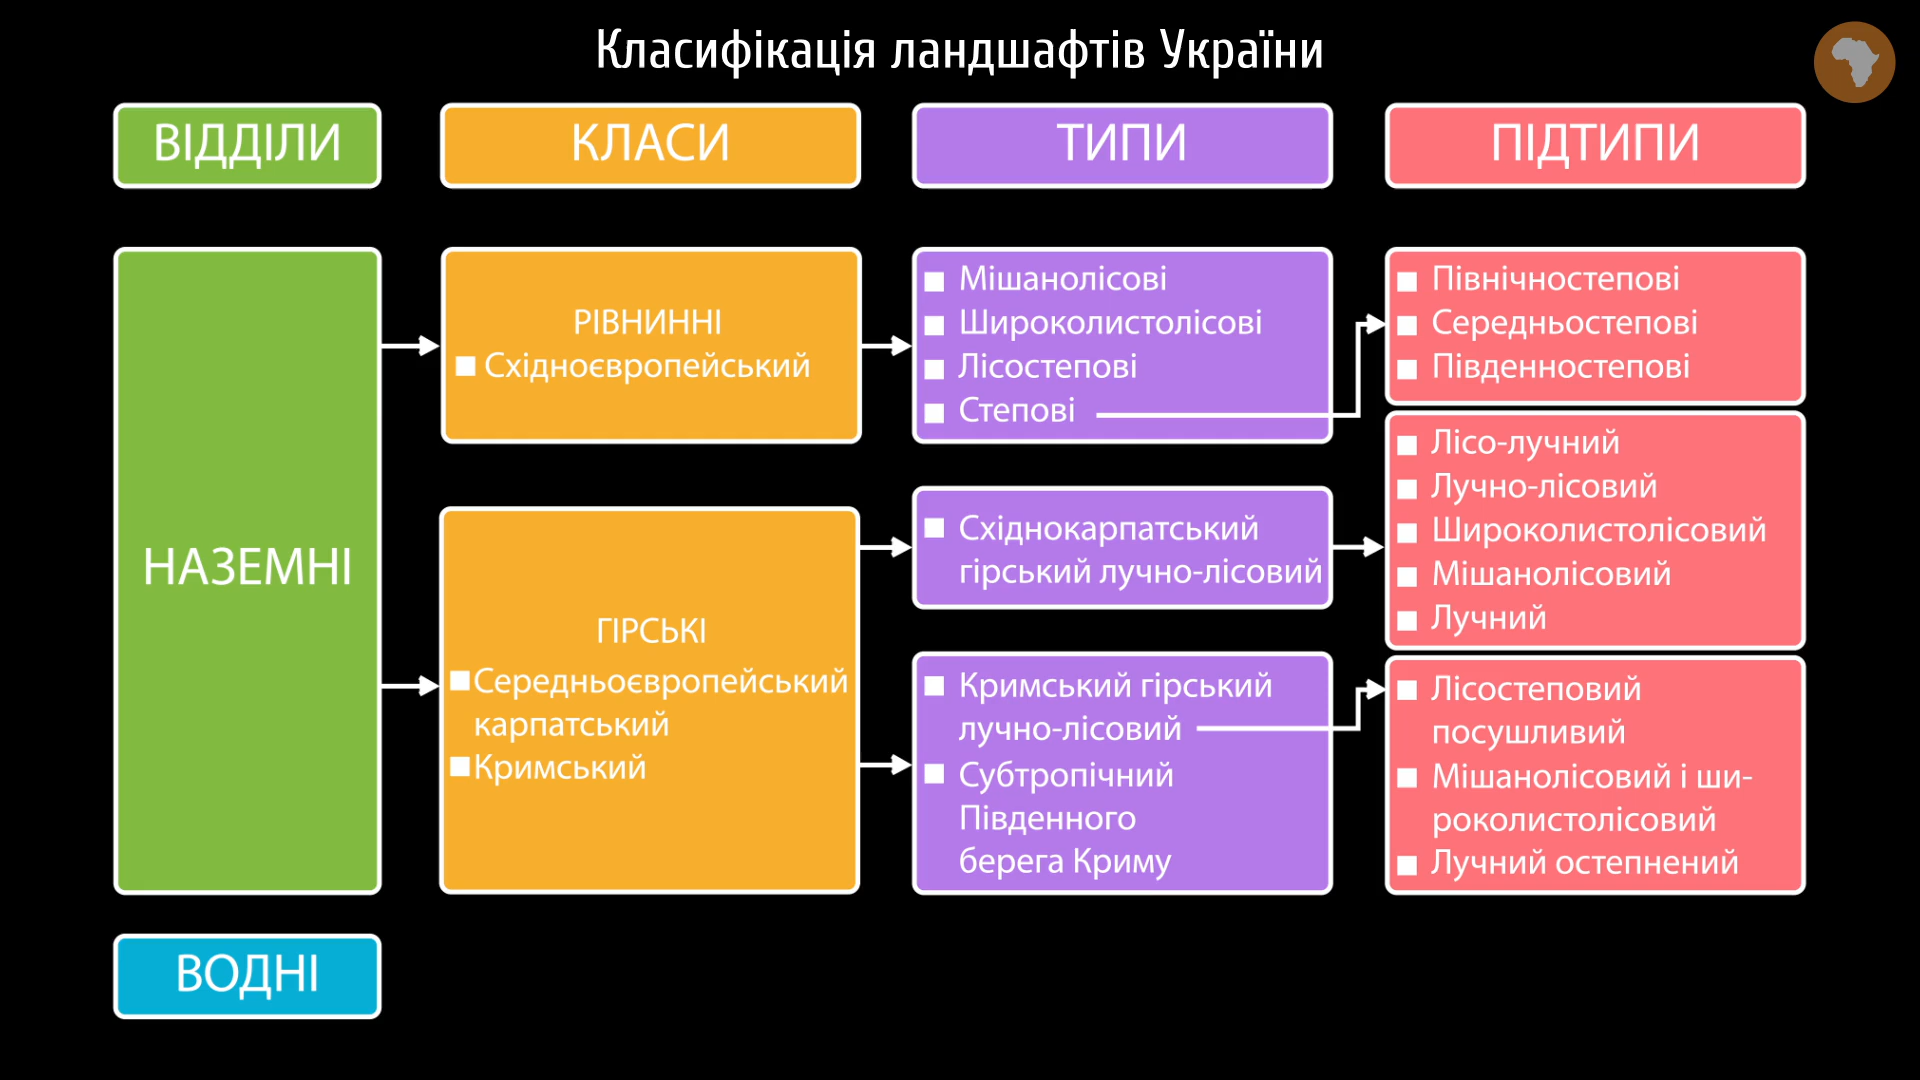 Класифікація ландшафтів України
ВІДДІЛИ
КЛАСИ
ТИПИ
ПІДТИПИ
НАЗЕМНІ
РІВНИННІ
Східноєвропейський
Мішанолісові
Широколистолісові
Лісостепові
Степові
Північностепові
Середньостепові
Південностепові
ГІРСЬКІ
Середньоєвропейський
карпатський
Кримський
Східнокарпатський
гірський лучно-лісовий
Лісо-лучний
Лучно-лісовий
Широколистолісовий
Мішанолісовий
Лучний
Кримський гірський
лучно-лісовий
Субтропічний
Південного
берега Криму
Лісостеповий
посушливий
Мішанолісовий і ши-
роколистолісовий
Лучний остепнений
ВОДНІ